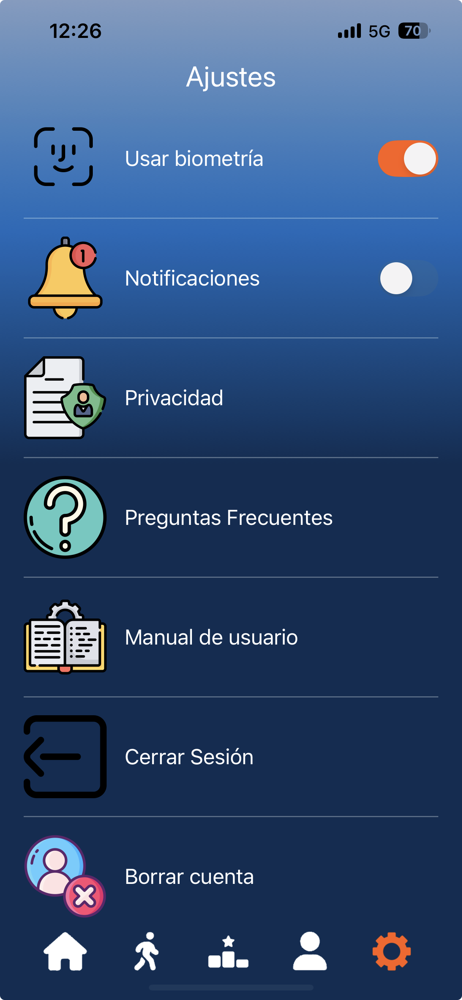 12:26 5G 70
Ajustes
Usar biometría
1
Notificaciones
Privacidad
Preguntas Frecuentes
Manual de usuario
Cerrar Sesión
Borrar cuenta